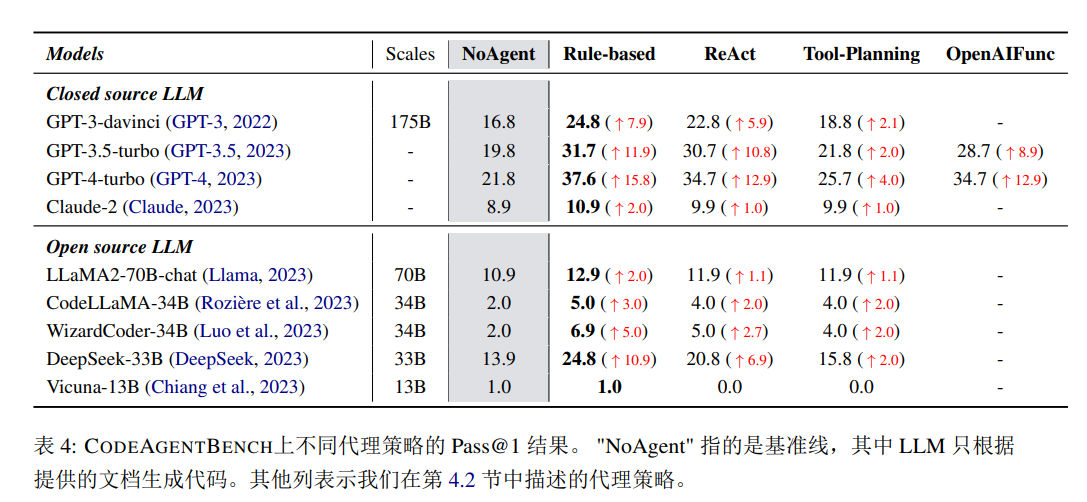 Models Scales NoAgent Rule-based ReAct Tool-Planning OpenAIFunc
Closed source LLM
GPT-3-davinci (GPT-3, 2022) 175B 16.8 24.8 (↑7.9) 22.8 (↑5.9) 18.8 (↑2.1) -
GPT-3.5-turbo (GPT-3.5, 2023) - 19.8 31.7 (↑11.9) 30.7 (↑10.8) 21.8 (↑2.0) 28.7 (↑8.9)
GPT-4-turbo (GPT-4, 2023) - 21.8 37.6 (↑15.8) 34.7 (↑12.9) 25.7 (↑4.0) 34.7 (↑12.9)
Claude-2 (Claude, 2023) - 8.9 10.9 (↑2.0) 9.9 (↑1.0) 9.9 (↑1.0) -
Open source LLM
LLaMA2-70B-chat (Llama, 2023) 70B 10.9 12.9 (↑2.0) 11.9 (↑1.1) 11.9 (↑1.1) -
CodeLLaMA-34B (Rozière et al., 2023) 34B 2.0 5.0 (↑3.0) 4.0 (↑2.0) 4.0 (↑2.0) -
WizardCoder-34B (Luo et al., 2023) 34B 2.0 6.9 (↑5.0) 5.0 (↑2.7) 4.0 (↑2.0) -
DeepSeek-33B (DeepSeek, 2023) 33B 13.9 24.8 (↑10.9) 20.8 (↑6.9) 15.8 (↑2.0) -
Vicuna-13B (Chiang et al., 2023) 13B 1.0 1.0 0.0 0.0 -
表 4: CODEAGENTBENCH上不同代理策略的 Pass@1 结果。 "NoAgent" 指的是基准线，其中 LLM 只根据
提供的文档生成代码。其他列表示我们在第 4.2 节中描述的代理策略。